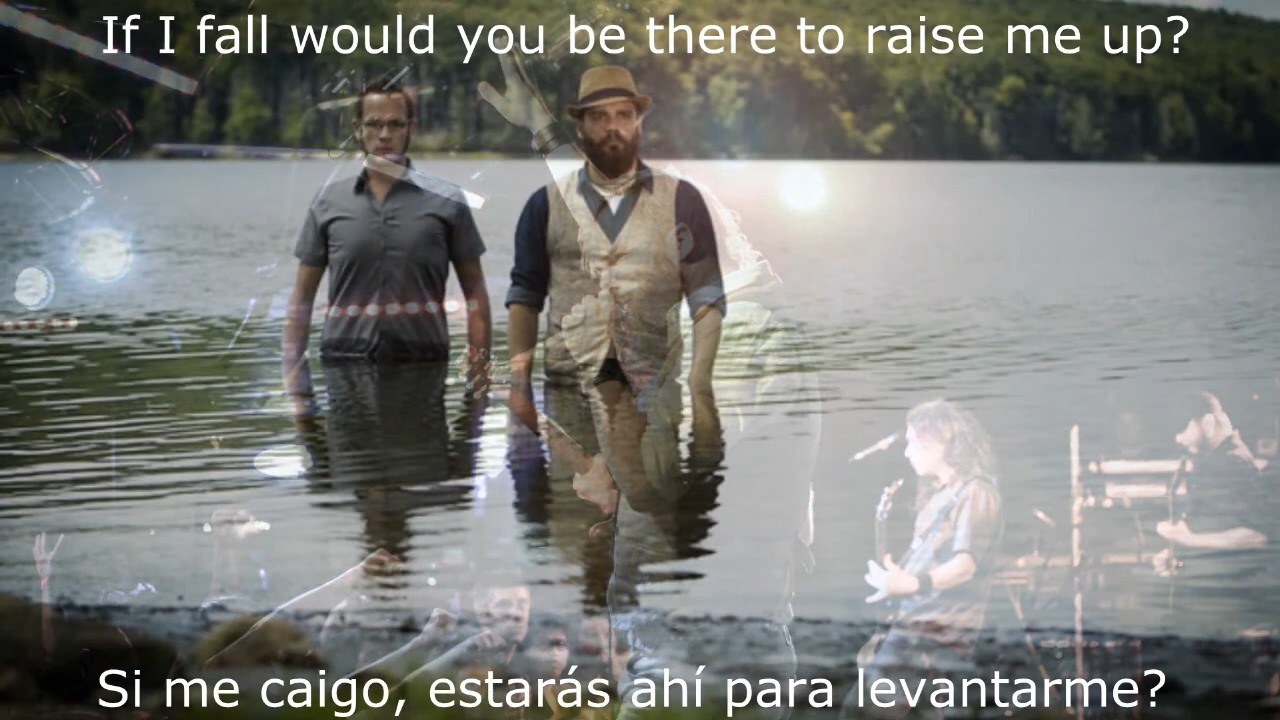 If I fall would you be there to raise me up?
Si me caigo, estarás ahí para levantarme?